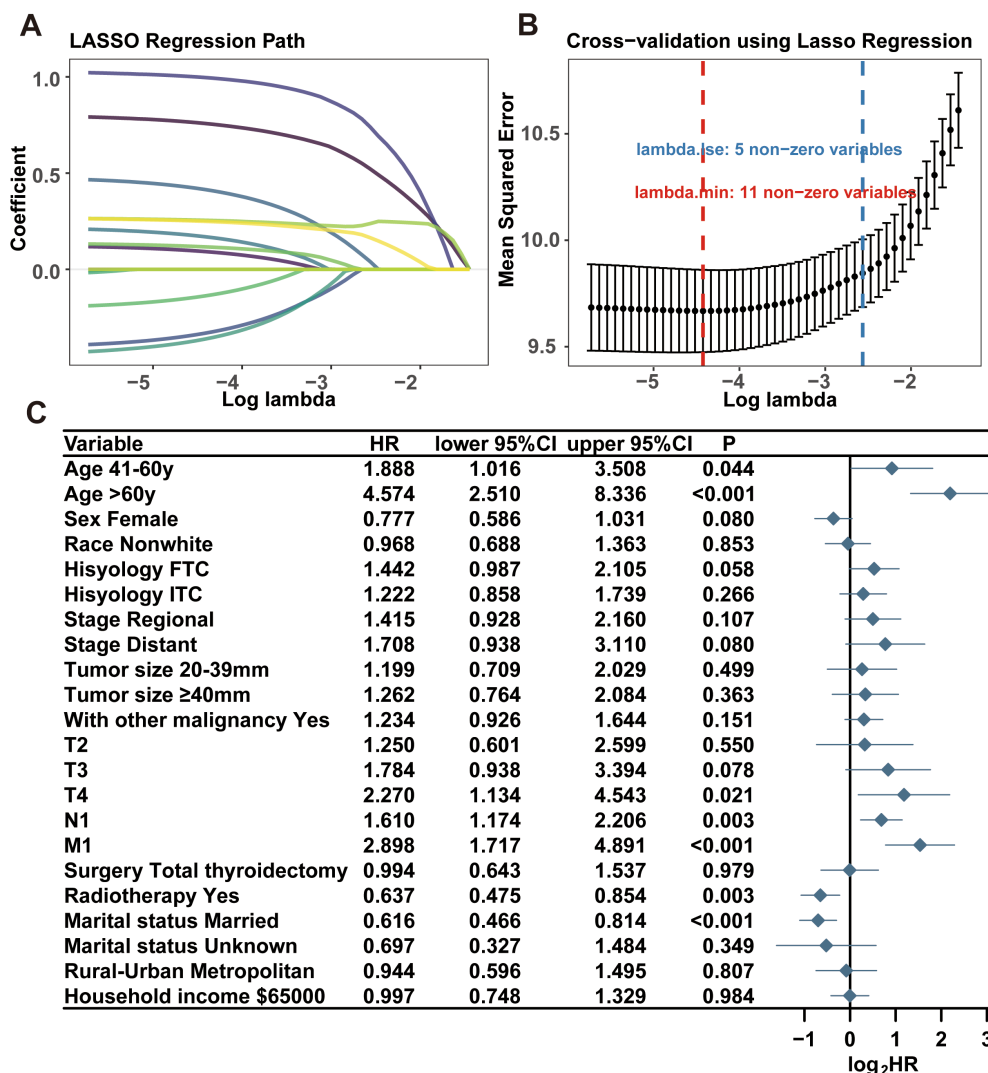 A
LASSO Regression Path
Coefficient
1.0
0.5
0.0
−5 −4 −3 −2
Log lambda
B
Cross−validation using Lasso Regression
Mean Squared Error
10.5
10.0
9.5
lambda.lse: 5 non−zero variables
lambda.min: 11 non−zero variables
−5 −4 −3 −2
Log lambda
C
Variable HR lower 95%CI upper 95%CI P
Age 41-60y 1.888 1.016 3.508 0.044
Age >60y 4.574 2.510 8.336 <0.001
Sex Female 0.777 0.586 1.031 0.080
Race Nonwhite 0.968 0.688 1.363 0.853
Hisyology FTC 1.442 0.987 2.105 0.058
Hisyology ITC 1.222 0.858 1.739 0.266
Stage Regional 1.415 0.928 2.160 0.107
Stage Distant 1.708 0.938 3.110 0.080
Tumor size 20-39mm 1.199 0.709 2.029 0.499
Tumor size ≥40mm 1.262 0.764 2.084 0.363
With other malignancy Yes 1.234 0.926 1.644 0.151
T2 1.250 0.601 2.599 0.550
T3 1.784 0.938 3.394 0.078
T4 2.270 1.134 4.543 0.021
N1 1.610 1.174 2.206 0.003
M1 2.898 1.717 4.891 <0.001
Surgery Total thyroidectomy 0.994 0.643 1.537 0.979
Radiotherapy Yes 0.637 0.475 0.854 0.003
Marital status Married 0.616 0.466 0.814 <0.001
Marital status Unknown 0.697 0.327 1.484 0.349
Rural-Urban Metropolitan 0.944 0.596 1.495 0.807
Household income $65000 0.997 0.748 1.329 0.984
−1 0 1 2 3
log₂HR